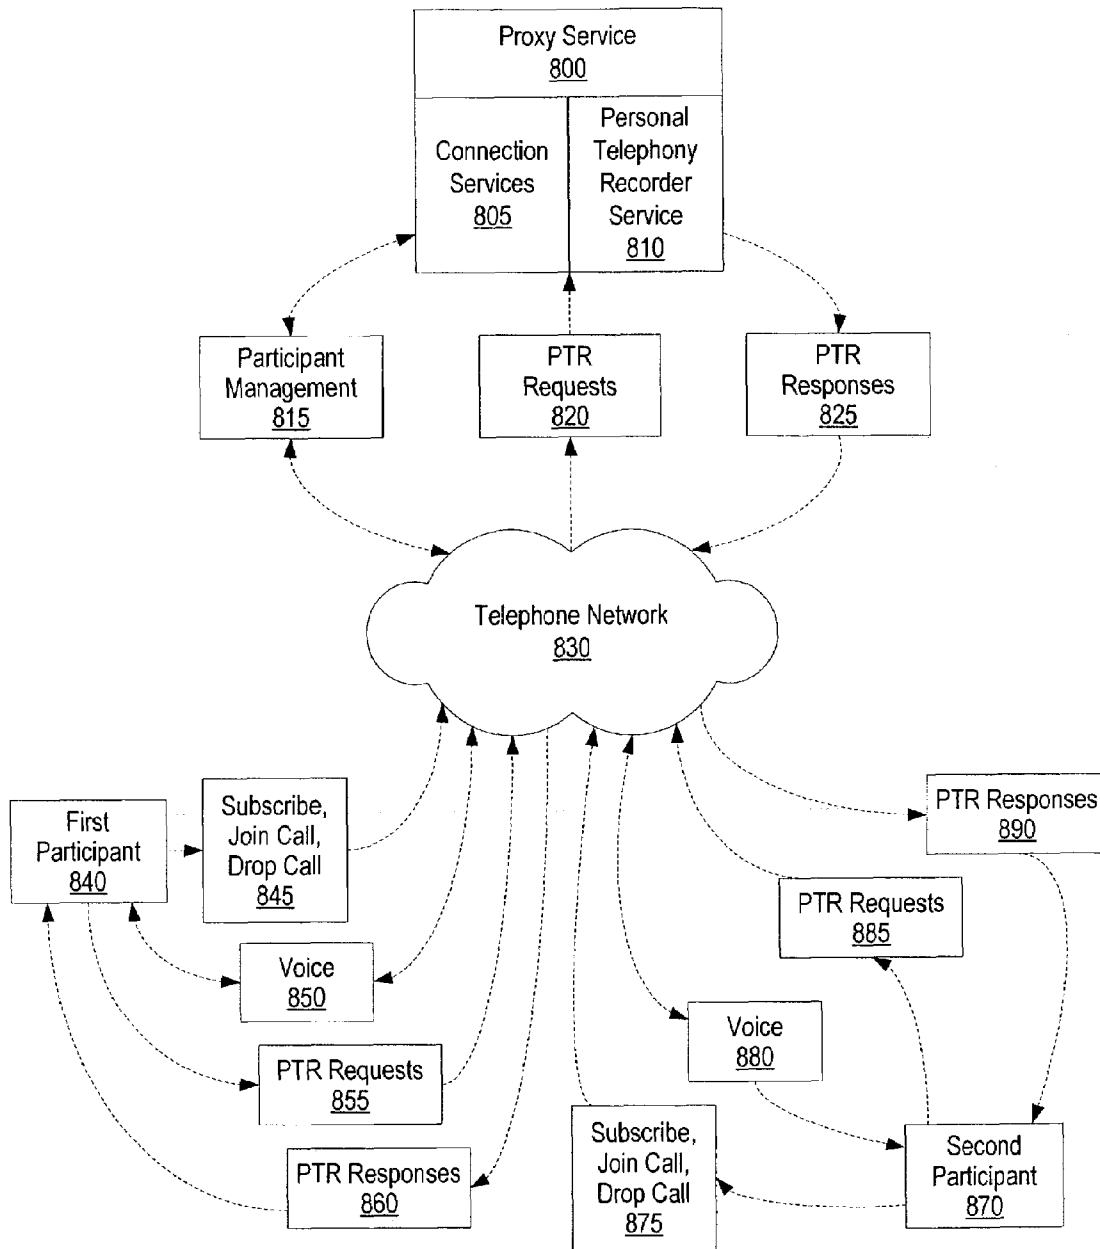 Proxy Service
800
Connection
Services
805
Personal
Telephony
Recorder
Service
810
Participant
Management
815
PTR
Requests
820
PTR
Responses
825
Telephone Network
830
First
Participant
840
Subscribe,
Join Call,
Drop Call
845
Voice
850
PTR Requests
855
PTR Responses
860
PTR Responses
890
PTR Requests
885
Voice
880
Subscribe,
Join Call,
Drop Call
875
Second
Participant
870